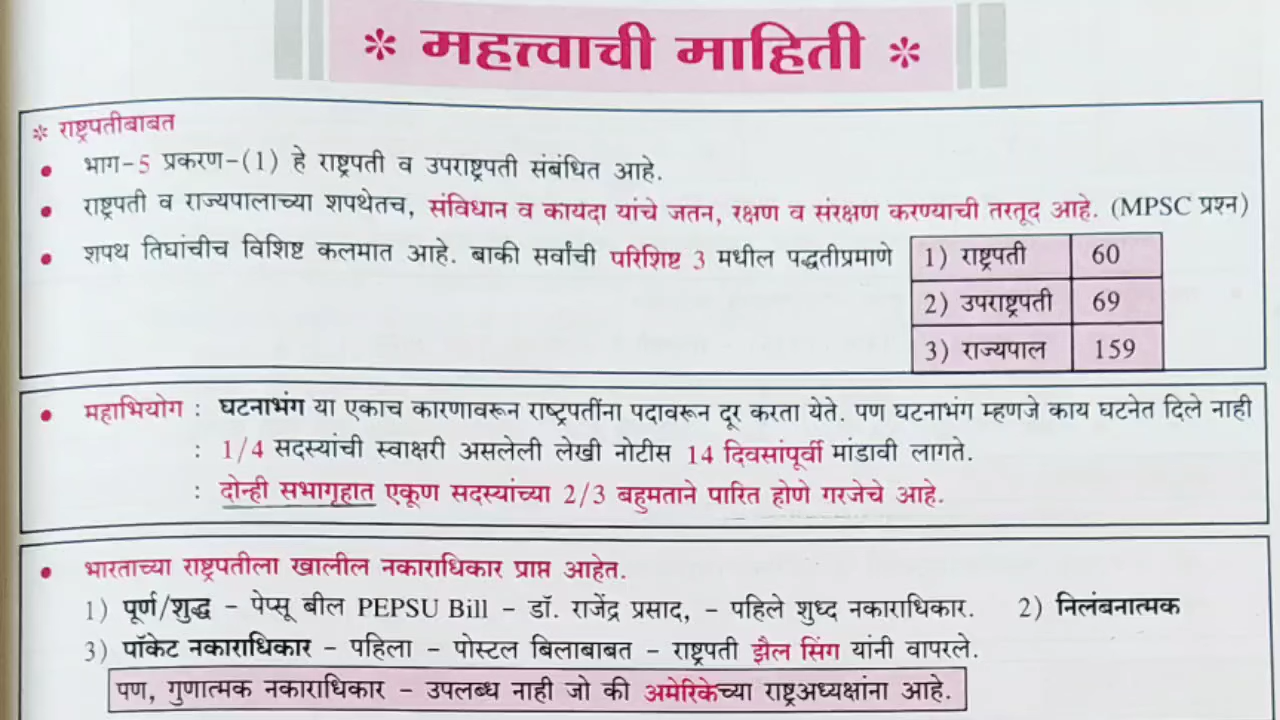 * महत्त्वाची माहिती *
* राष्ट्रपतीबाबत
• भाग-5 प्रकरण-(1) हे राष्ट्रपती व उपराष्ट्रपती संबंधित आहे.
• राष्ट्रपती व राज्यपालाच्या शपथेतच, संविधान व कायदा यांचे जतन, रक्षण व संरक्षण करण्याची तरतूद आहे. (MPSC प्रश्न)
• शपथ तिघांचीच विशिष्ट कलमात आहे. बाकी सर्वांची परिशिष्ट 3 मधील पद्धतीप्रमाणे
1) राष्ट्रपती 60
2) उपराष्ट्रपती 69
3) राज्यपाल 159
• महाभियोग : घटनाभंग या एकाच कारणावरून राष्ट्रपतींना पदावरून दूर करता येते. पण घटनाभंग म्हणजे काय घटनेत दिले नाही
: 1/4 सदस्यांची स्वाक्षरी असलेली लेखी नोटीस 14 दिवसांपूर्वी मांडावी लागते.
: दोन्ही सभागृहात एकूण सदस्यांच्या 2/3 बहुमताने पारित होणे गरजेचे आहे.
• भारताच्या राष्ट्रपतीला खालील नकाराधिकार प्राप्त आहेत.
1) पूर्ण/शुद्ध - पेप्सू बील PEPSU Bill - डॉ. राजेंद्र प्रसाद, - पहिले शुध्द नकाराधिकार. 2) निलंबनात्मक
3) पॉकेट नकाराधिकार - पहिला - पोस्टल बिलाबाबत - राष्ट्रपती झैल सिंग यांनी वापरले.
पण, गुणात्मक नकाराधिकार - उपलब्ध नाही जो की अमेरिकेच्या राष्ट्रअध्यक्षांना आहे.